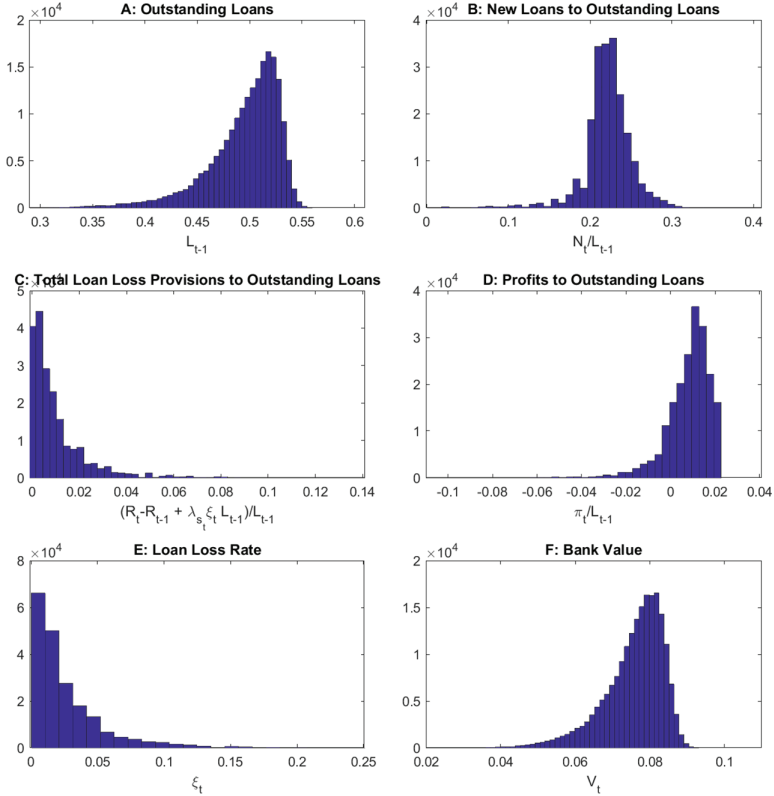 A: Outstanding Loans
×10⁴
2
1.5
1
0.5
0
0.3 0.35 0.4 0.45 0.5 0.55 0.6
L_{t-1}
B: New Loans to Outstanding Loans
×10⁴
4
3
2
1
0
0 0.1 0.2 0.3 0.4
N_t/L_{t-1}
C: Total Loan Loss Provisions to Outstanding Loans
5
4
3
2
1
0
0 0.02 0.04 0.06 0.08 0.1 0.12 0.14
(R_t-R_{t-1} + λ_{s_t} ξ_t L_{t-1})/L_{t-1}
D: Profits to Outstanding Loans
×10⁴
4
3
2
1
0
-0.1 -0.08 -0.06 -0.04 -0.02 0 0.02 0.04
π_t/L_{t-1}
E: Loan Loss Rate
×10⁴
8
6
4
2
0
0 0.05 0.1 0.15 0.2 0.25
ξ_t
F: Bank Value
×10⁴
2
1.5
1
0.5
0
0.02 0.04 0.06 0.08 0.1
V_t